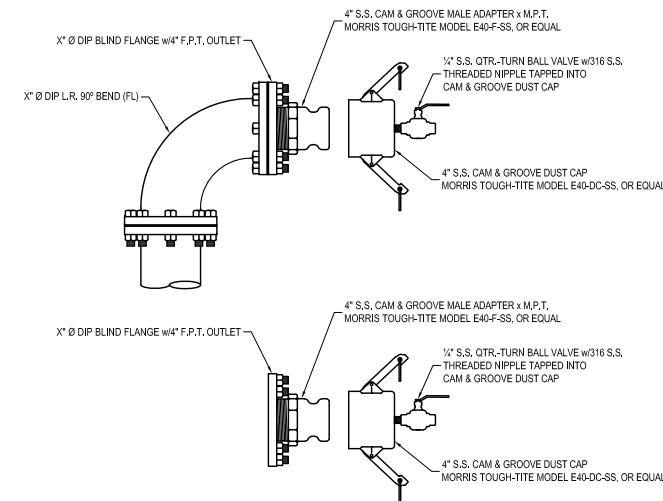 4" S.S. CAM & GROOVE MALE ADAPTER x M.P.T.
MORRIS TOUGH-TITE MODEL E40-F-SS, OR EQUAL
X" Ø DIP BLIND FLANGE w/4" F.P.T. OUTLET
¼" S.S. QTR.-TURN BALL VALVE w/316 S.S.
THREADED NIPPLE TAPPED INTO
CAM & GROOVE DUST CAP
X" Ø DIP L.R. 90º BEND (FL)
4" S.S. CAM & GROOVE DUST CAP
MORRIS TOUGH-TITE MODEL E40-DC-SS, OR EQUAL
4" S.S. CAM & GROOVE MALE ADAPTER x M.P.T.
MORRIS TOUGH-TITE MODEL E40-F-SS, OR EQUAL
X" Ø DIP BLIND FLANGE w/4" F.P.T. OUTLET
¼" S.S. QTR.-TURN BALL VALVE w/316 S.S.
THREADED NIPPLE TAPPED INTO
CAM & GROOVE DUST CAP
4" S.S. CAM & GROOVE DUST CAP
MORRIS TOUGH-TITE MODEL E40-DC-SS, OR EQUAL